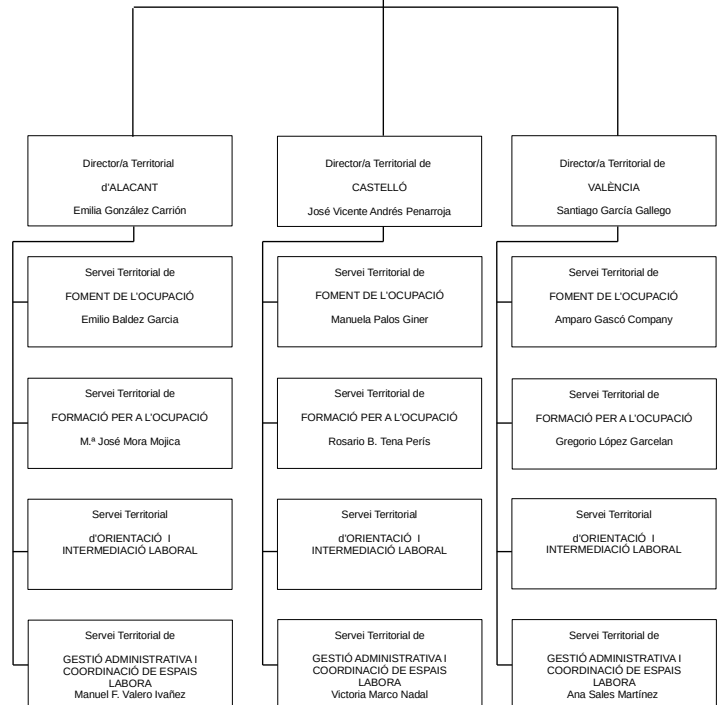 Director/a Territorial
d'ALACANT
Emilia González Carrión
Director/a Territorial de
CASTELLÓ
José Vicente Andrés Penarroja
Director/a Territorial de
VALÈNCIA
Santiago García Gallego
Servei Territorial de
FOMENT DE L'OCUPACIÓ
Emilio Baldez Garcia
Servei Territorial de
FOMENT DE L'OCUPACIÓ
Manuela Palos Giner
Servei Territorial de
FOMENT DE L'OCUPACIÓ
Amparo Gascó Company
Servei Territorial de
FORMACIÓ PER A L'OCUPACIÓ
M.ª José Mora Mojica
Servei Territorial de
FORMACIÓ PER A L'OCUPACIÓ
Rosario B. Tena Perís
Servei Territorial de
FORMACIÓ PER A L'OCUPACIÓ
Gregorio López Garcelan
Servei Territorial
d'ORIENTACIÓ I
INTERMEDIACIÓ LABORAL
Servei Territorial
d'ORIENTACIÓ I
INTERMEDIACIÓ LABORAL
Servei Territorial
d'ORIENTACIÓ I
INTERMEDIACIÓ LABORAL
Servei Territorial de
GESTIÓ ADMINISTRATIVA I
COORDINACIÓ DE ESPAIS
LABORA
Manuel F. Valero Ivañez
Servei Territorial de
GESTIÓ ADMINISTRATIVA I
COORDINACIÓ DE ESPAIS
LABORA
Victoria Marco Nadal
Servei Territorial de
GESTIÓ ADMINISTRATIVA I
COORDINACIÓ DE ESPAIS
LABORA
Ana Sales Martínez